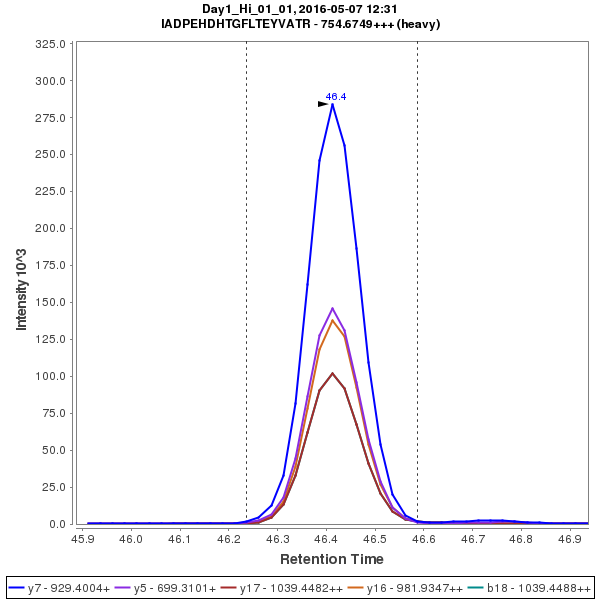 Day1_Hi_01_01, 2016-05-07 12:31
IADPEHDHTGFLTEYVATR - 754.6749+++ (heavy)
325.0
300.0
275.0
250.0
225.0
200.0
175.0
150.0
125.0
100.0
75.0
50.0
25.0
0.0
Intensity 10^3
46.4
45.9 46.0 46.1 46.2 46.3 46.4 46.5 46.6 46.7 46.8 46.9
Retention Time
y7 - 929.4004+ y5 - 699.3101+ y17 - 1039.4482++ y16 - 981.9347++ b18 - 1039.4488++